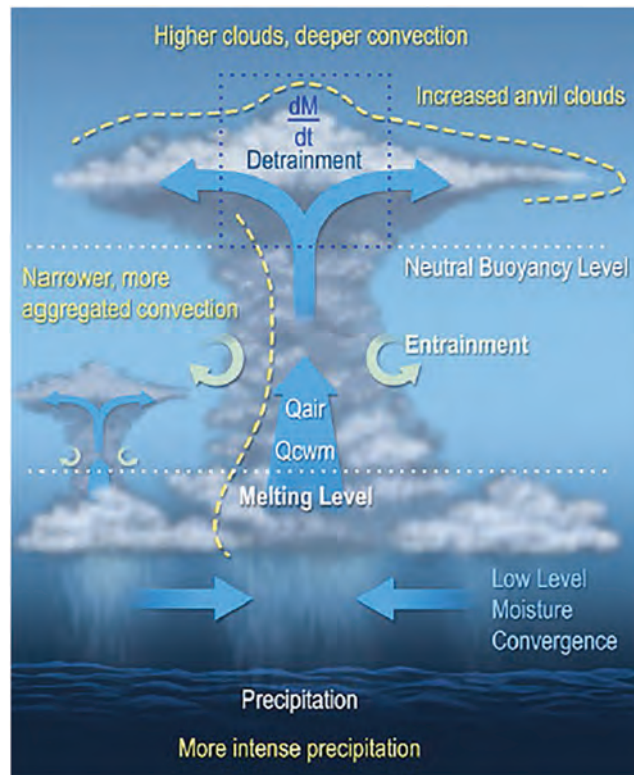 Higher clouds, deeper convection
Increased anvil clouds
dM
dt
Detrainment
Neutral Buoyancy Level
Narrower, more
aggregated convection
Entrainment
Qair
Qcwm
Melting Level
Low Level
Moisture
Convergence
Precipitation
More intense precipitation